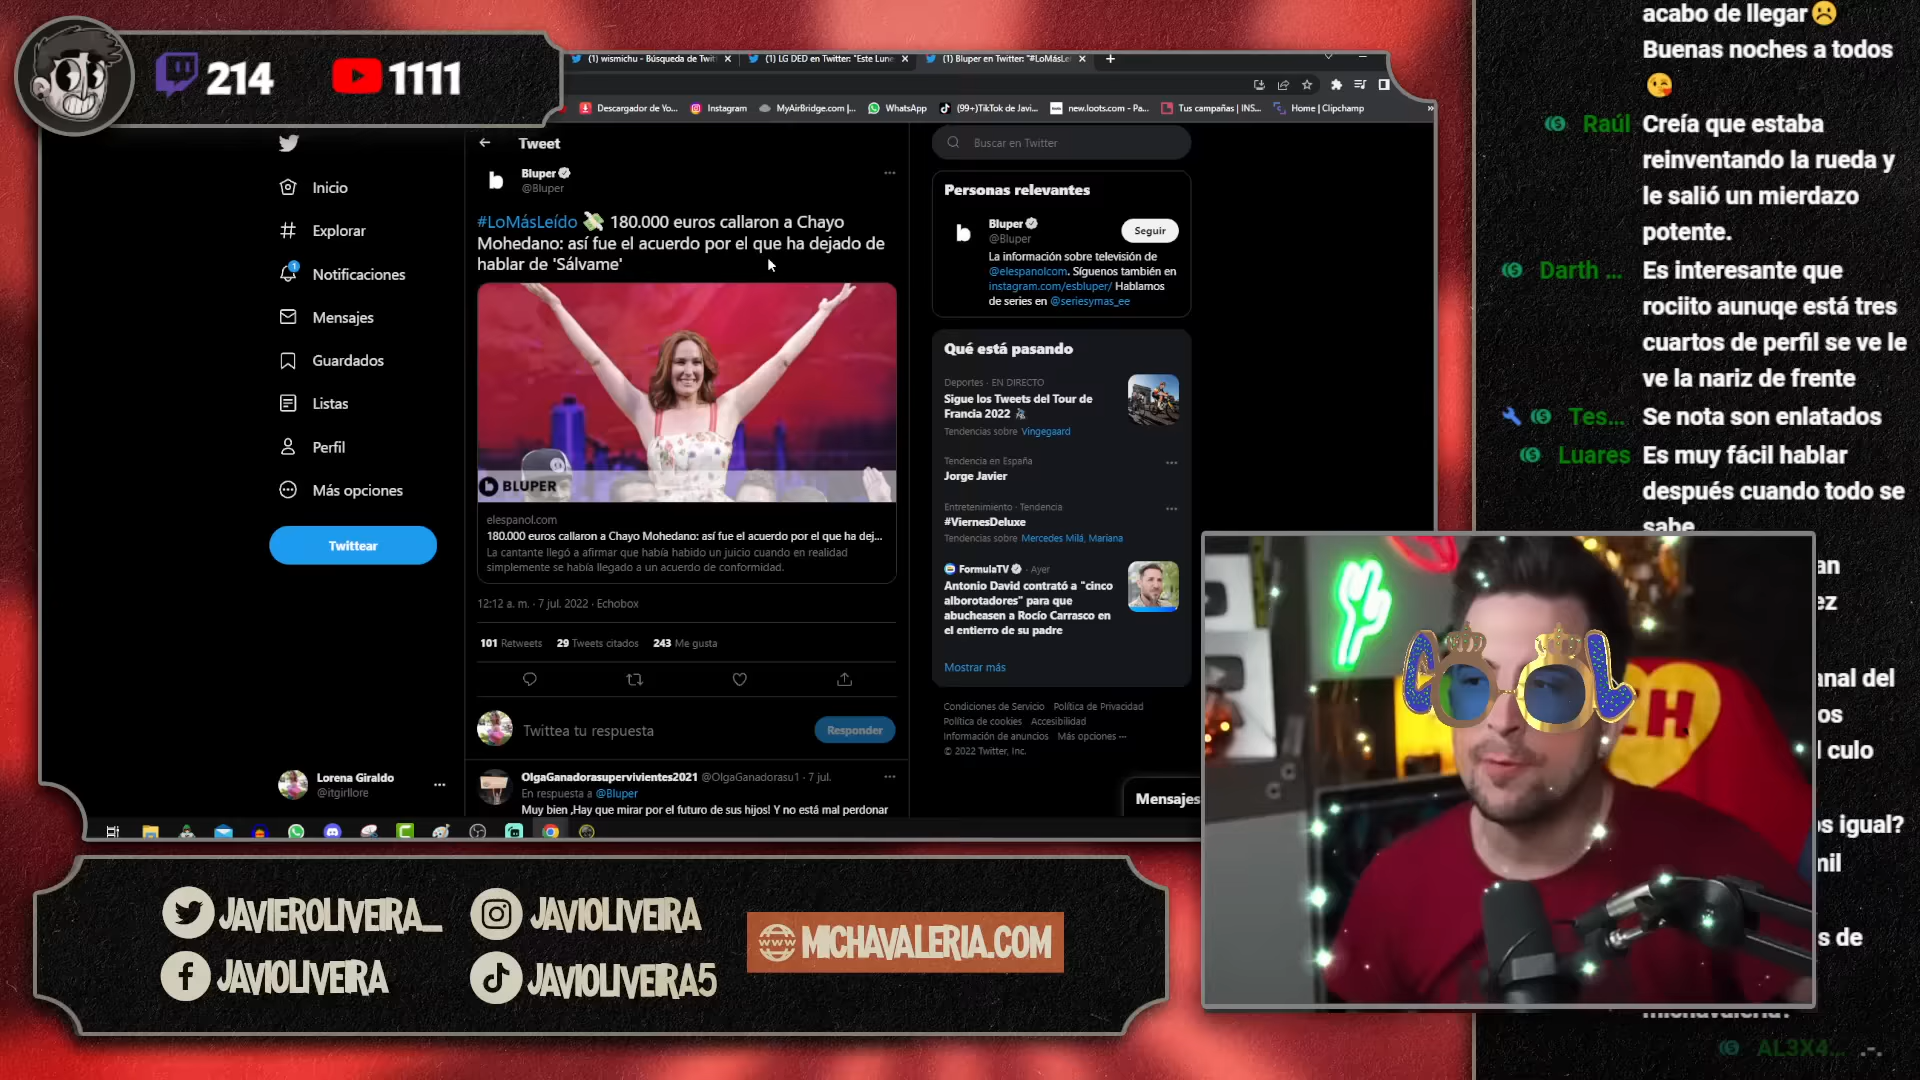 214
1111
(1) wismichu - Búsqueda de Twit
(1) LG DED en Twitter: "Este Lune
(1) Bluper en Twitter: "#LoMásLe
Descargador de Yo...
Instagram
MyAirBridge.com |...
WhatsApp
(99+)TikTok de Javi...
new.loots.com - Pa...
Tus campañas | INS...
Home | Clipchamp
Inicio
Explorar
Notificaciones
Mensajes
Guardados
Listas
Perfil
Más opciones
Twittear
Lorena Giraldo
@itgirllore
Tweet
Bluper
@Bluper
#LoMásLeído 💸 180.000 euros callaron a Chayo
Mohedano: así fue el acuerdo por el que ha dejado de
hablar de 'Sálvame'
BLUPER
elespanol.com
180.000 euros callaron a Chayo Mohedano: así fue el acuerdo por el que ha dej...
La cantante llegó a afirmar que había habido un juicio cuando en realidad
simplemente se había llegado a un acuerdo de conformidad.
12:12 a. m. · 7 jul. 2022 · Echobox
101 Retweets 29 Tweets citados 243 Me gusta
Twittea tu respuesta
Responder
OlgaGanadorasupervivientes2021 @OlgaGanadorasu1 · 7 jul.
En respuesta a @Bluper
Muy bien ,Hay que mirar por el futuro de sus hijos! Y no está mal perdonar
Buscar en Twitter
Personas relevantes
Bluper
@Bluper
Seguir
La información sobre televisión de
@elespanolcom. Síguenos también en
instagram.com/esbluper/ Hablamos
de series en @seriesymas_ee
Qué está pasando
Deportes · EN DIRECTO
Sigue los Tweets del Tour de
Francia 2022
Tendencias sobre Vingegaard
Tendencia en España
Jorge Javier
Entretenimiento · Tendencia
#ViernesDeluxe
Tendencias sobre Mercedes Milá, Mariana
FormulaTV · Ayer
Antonio David contrató a "cinco
alborotadores" para que
abucheasen a Rocío Carrasco en
el entierro de su padre
Mostrar más
Condiciones de Servicio Política de Privacidad
Política de cookies Accesibilidad
Información de anuncios Más opciones ···
© 2022 Twitter, Inc.
Mensajes
JAVIEROLIVEIRA_
JAVIOLIVEIRA
JAVIOLIVEIRA
JAVIOLIVEIRA5
MICHAVALERIA.COM
acabo de llegar☹️
Buenas noches a todos
😘
Raúl Creía que estaba
reinventando la rueda y
le salió un mierdazo
potente.
Darth ... Es interesante que
rociito aunuqe está tres
cuartos de perfil se ve le
ve la nariz de frente
Tes... Se nota son enlatados
Luares Es muy fácil hablar
después cuando todo se
sabe
an
ez
anal del
os
l culo
os igual?
mil
s de
AL3X4... .-.
COOL
H